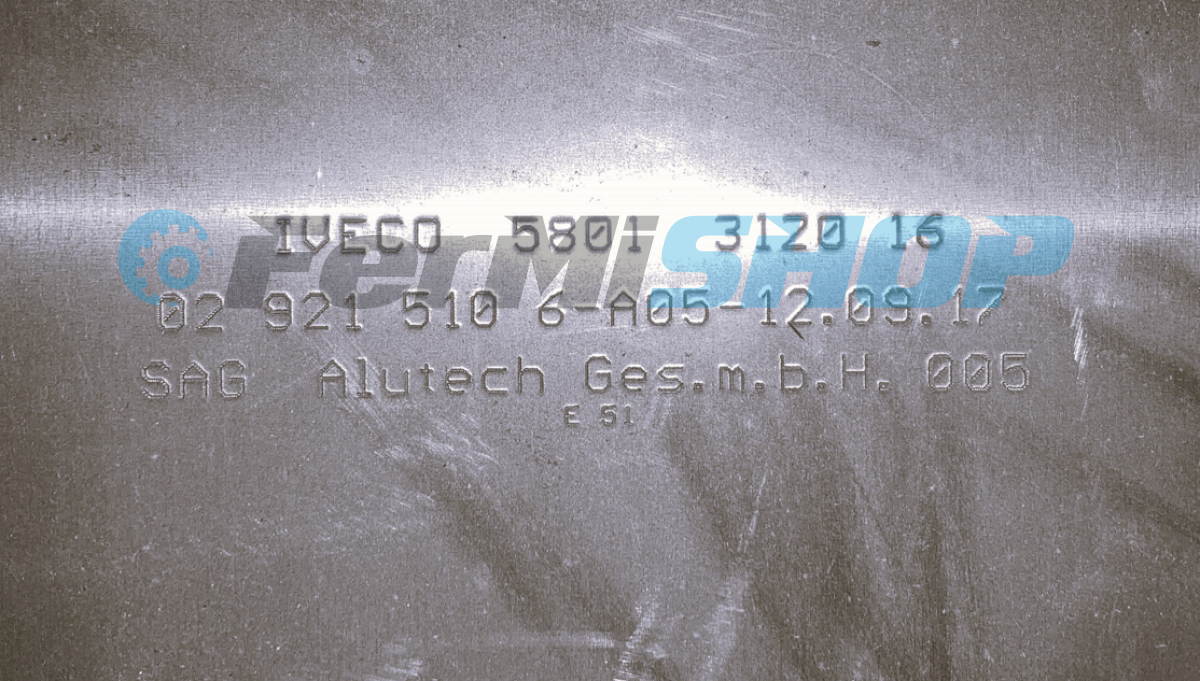 IVECO 5801 3120 16
FERMISHOP
02 921 510 6-A05-12.09.17
SAG Alutech Ges.m.b.H. 005
E 51